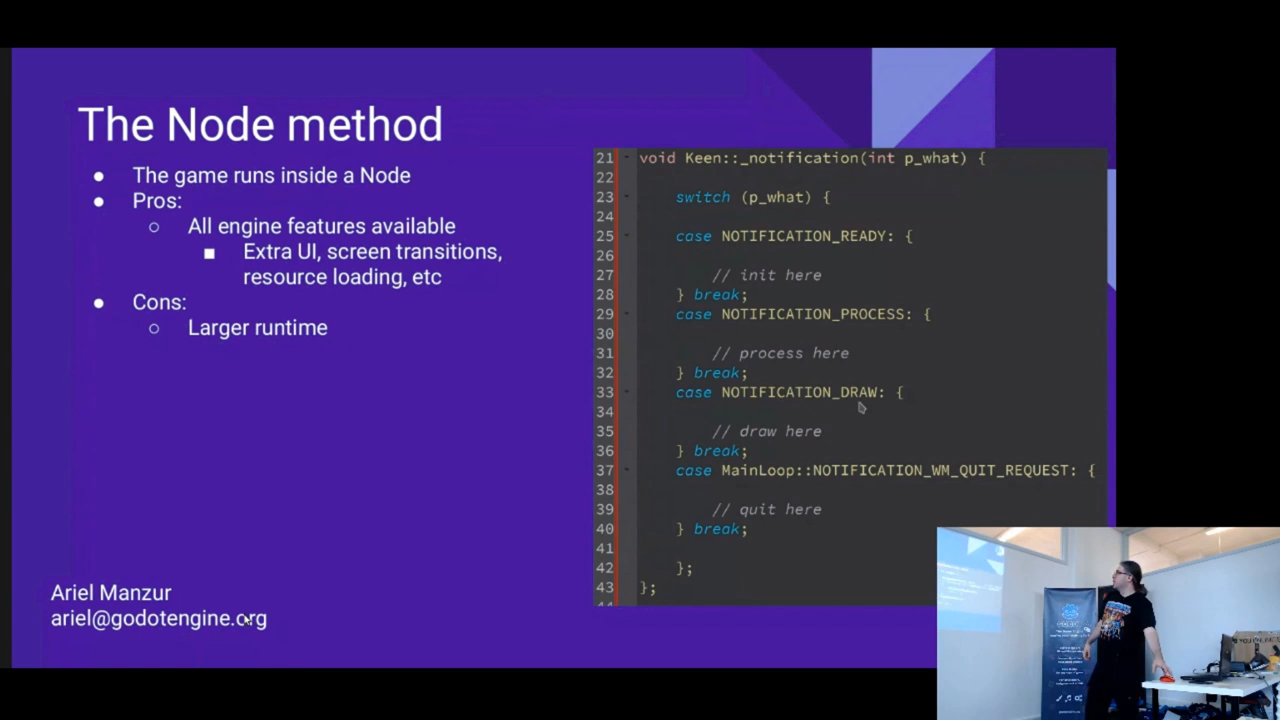 The Node method
● The game runs inside a Node
● Pros:
○ All engine features available
■ Extra UI, screen transitions,
resource loading, etc
● Cons:
○ Larger runtime
Ariel Manzur
ariel@godotengine.org
21 void Keen::_notification(int p_what) {
22
23 switch (p_what) {
24
25 case NOTIFICATION_READY: {
26
27 // init here
28 } break;
29 case NOTIFICATION_PROCESS: {
30
31 // process here
32 } break;
33 case NOTIFICATION_DRAW: {
34
35 // draw here
36 } break;
37 case MainLoop::NOTIFICATION_WM_QUIT_REQUEST: {
38
39 // quit here
40 } break;
41
42 };
43 };